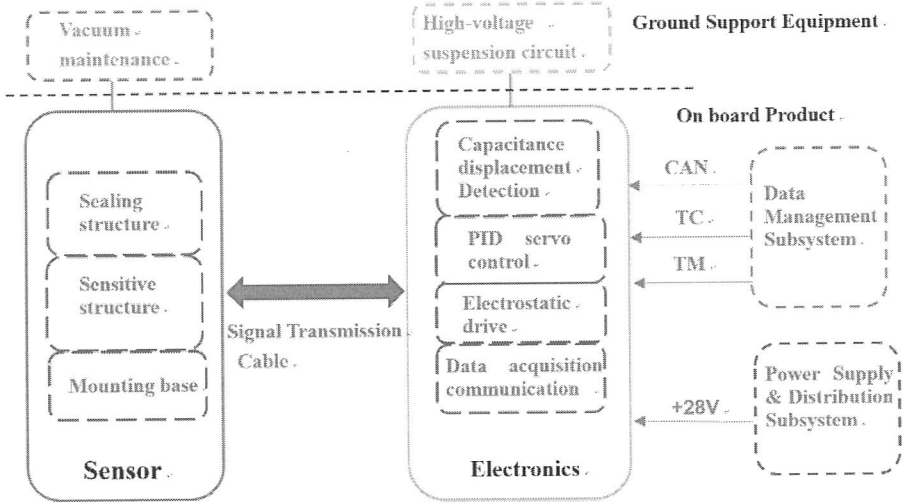 Vacuum
maintenance
High-voltage
suspension circuit
Ground Support Equipment
On board Product
Sealing
structure
Sensitive
structure
Mounting base
Sensor
Signal Transmission
Cable
Capacitance
displacement
Detection
PID servo
control
Electrostatic
drive
Data acquisition
communication
Electronics
CAN
TC
TM
+28V
Data
Management
Subsystem
Power Supply
& Distribution
Subsystem